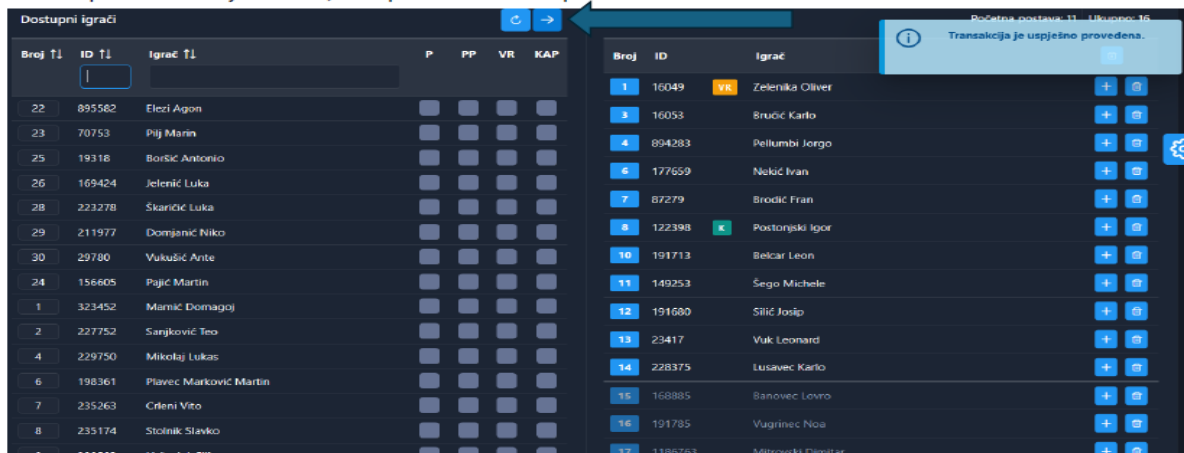 Dostupni igrači
Početna postava: 11 Ukupno: 16
Transakcija je uspješno provedena.
Broj ID Igrač P PP VR KAP
Broj ID Igrač
22 895582 Elezi Agon
23 70753 Pilj Marin
25 19318 Boršić Antonio
26 169424 Jelenić Luka
28 223278 Škaričić Luka
29 211977 Domjanić Niko
30 29780 Vukušić Ante
24 156605 Pajić Martin
1 323452 Mamić Domagoj
2 227752 Sanjković Teo
4 229750 Mikolaj Lukas
6 198361 Plavec Marković Martin
7 235263 Crleni Vito
8 235174 Stolnik Slavko
1 16049 VK Zelenika Oliver
3 16053 Bručić Karlo
4 894283 Pellumbi Jorgo
6 177659 Nekić Ivan
7 87279 Brodić Fran
8 122398 K Postonjski Igor
10 191713 Belcar Leon
11 149253 Šego Michele
12 191680 Silić Josip
13 23417 Vuk Leonard
14 228375 Lusavec Karlo
15 168885 Banovec Lovro
16 191785 Vugrinec Noa
17 1186763 Mitrovski Dimitar